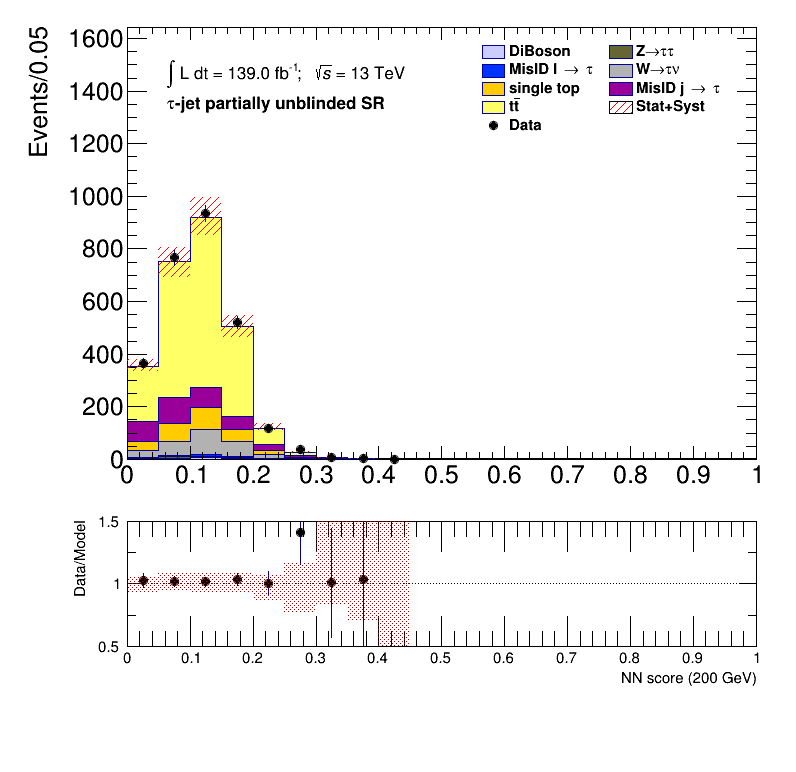 Events/0.05
1600
1400
1200
1000
800
600
400
200
0
∫ L dt = 139.0 fb⁻¹; √s = 13 TeV
τ-jet partially unblinded SR
DiBoson
MisID l → τ
single top
tt̄
Data
Z→ττ
W→τν
MisID j → τ
Stat+Syst
0 0.1 0.2 0.3 0.4 0.5 0.6 0.7 0.8 0.9 1
Data/Model
1.5
1
0.5
0 0.1 0.2 0.3 0.4 0.5 0.6 0.7 0.8 0.9 1
NN score (200 GeV)